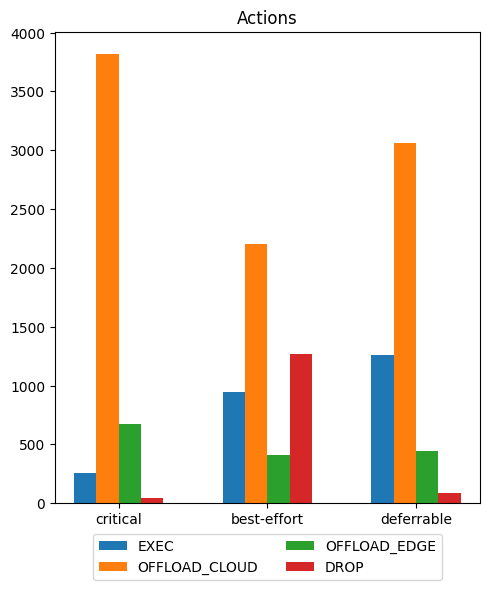 Actions
4000
3500
3000
2500
2000
1500
1000
500
0
critical best-effort deferrable
EXEC OFFLOAD_EDGE
OFFLOAD_CLOUD DROP